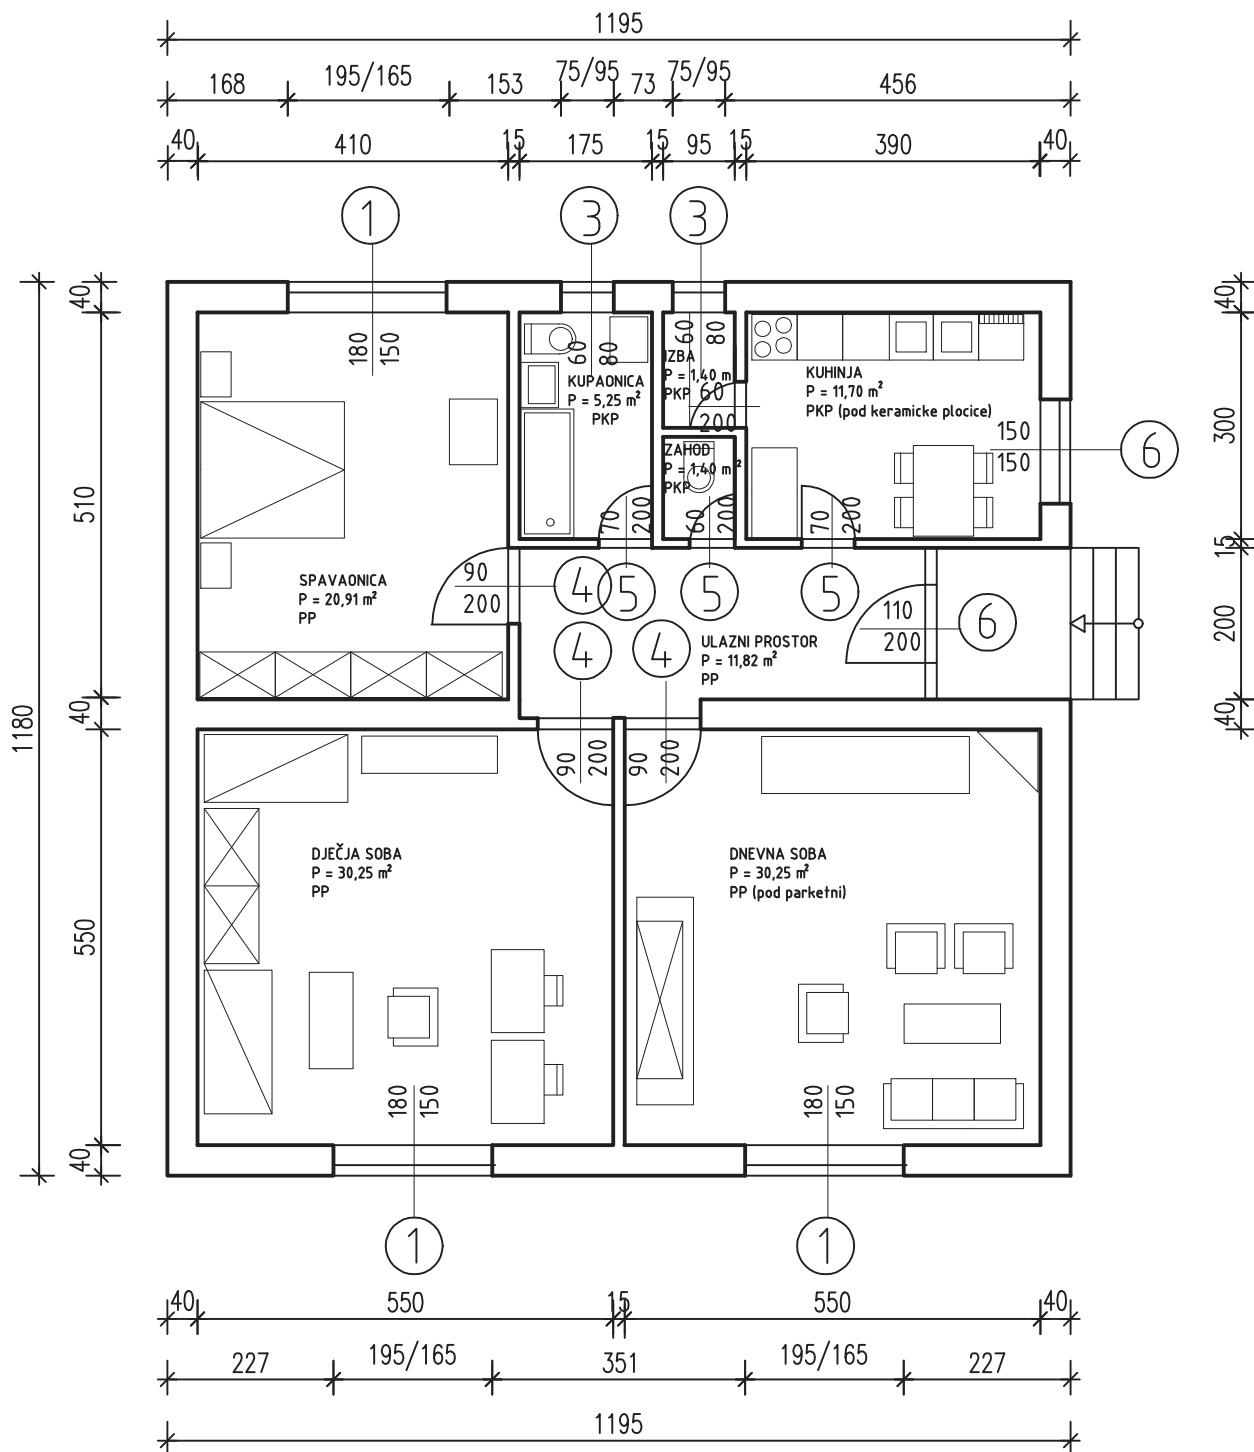 1195
168 195/165 153 75/95 73 75/95 456
40 410 15 175 15 95 15 390 40
1 3 3
40
510
40
550
40
1180
40
300
15
200
40
180
150
60
80
60
80
KUPAONICA
P = 5,25 m²
PKP
IZBA
P = 1,40 m
PKP
60
200
KUHINJA
P = 11,70 m²
PKP (pod keramicke plocice)
150
150
6
ZAHOD
P = 1,40 m²
PKP
70
200
60
200
70
200
SPAVAONICA
P = 20,91 m²
PP
90
200
4 5 5 5
4 4
110
200
6
ULAZNI PROSTOR
P = 11,82 m²
PP
90
200
90
200
DJEČJA SOBA
P = 30,25 m²
PP
DNEVNA SOBA
P = 30,25 m²
PP (pod parketni)
180
150
180
150
1 1
40 550 15 550 40
227 195/165 351 195/165 227
1195